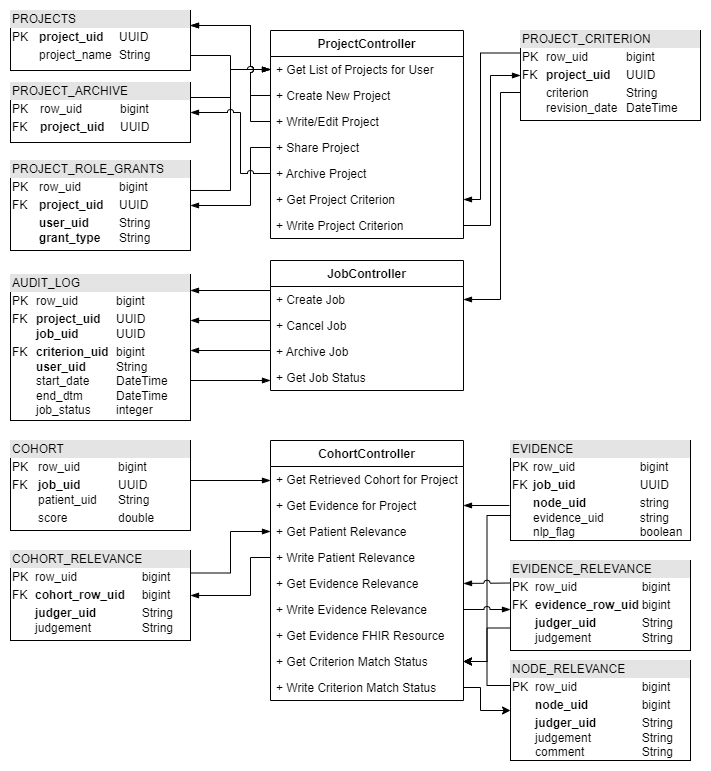 PROJECTS
PK project_uid UUID
project_name String
PROJECT_ARCHIVE
PK row_uid bigint
FK project_uid UUID
PROJECT_ROLE_GRANTS
PK row_uid bigint
FK project_uid UUID
user_uid String
grant_type String
ProjectController
+ Get List of Projects for User
+ Create New Project
+ Write/Edit Project
+ Share Project
+ Archive Project
+ Get Project Criterion
+ Write Project Criterion
PROJECT_CRITERION
PK row_uid bigint
FK project_uid UUID
criterion String
revision_date DateTime
AUDIT_LOG
PK row_uid bigint
FK project_uid UUID
job_uid UUID
FK criterion_uid bigint
user_uid String
start_date DateTime
end_dtm DateTime
job_status integer
JobController
+ Create Job
+ Cancel Job
+ Archive Job
+ Get Job Status
COHORT
PK row_uid bigint
FK job_uid UUID
patient_uid String
score double
COHORT_RELEVANCE
PK row_uid bigint
FK cohort_row_uid bigint
judger_uid String
judgement String
CohortController
+ Get Retrieved Cohort for Project
+ Get Evidence for Project
+ Get Patient Relevance
+ Write Patient Relevance
+ Get Evidence Relevance
+ Write Evidence Relevance
+ Get Evidence FHIR Resource
+ Get Criterion Match Status
+ Write Criterion Match Status
EVIDENCE
PK row_uid bigint
FK job_uid UUID
node_uid string
evidence_uid string
nlp_flag boolean
EVIDENCE_RELEVANCE
PK row_uid bigint
FK evidence_row_uid bigint
judger_uid String
judgement String
NODE_RELEVANCE
PK row_uid bigint
node_uid bigint
judger_uid String
judgement String
comment String